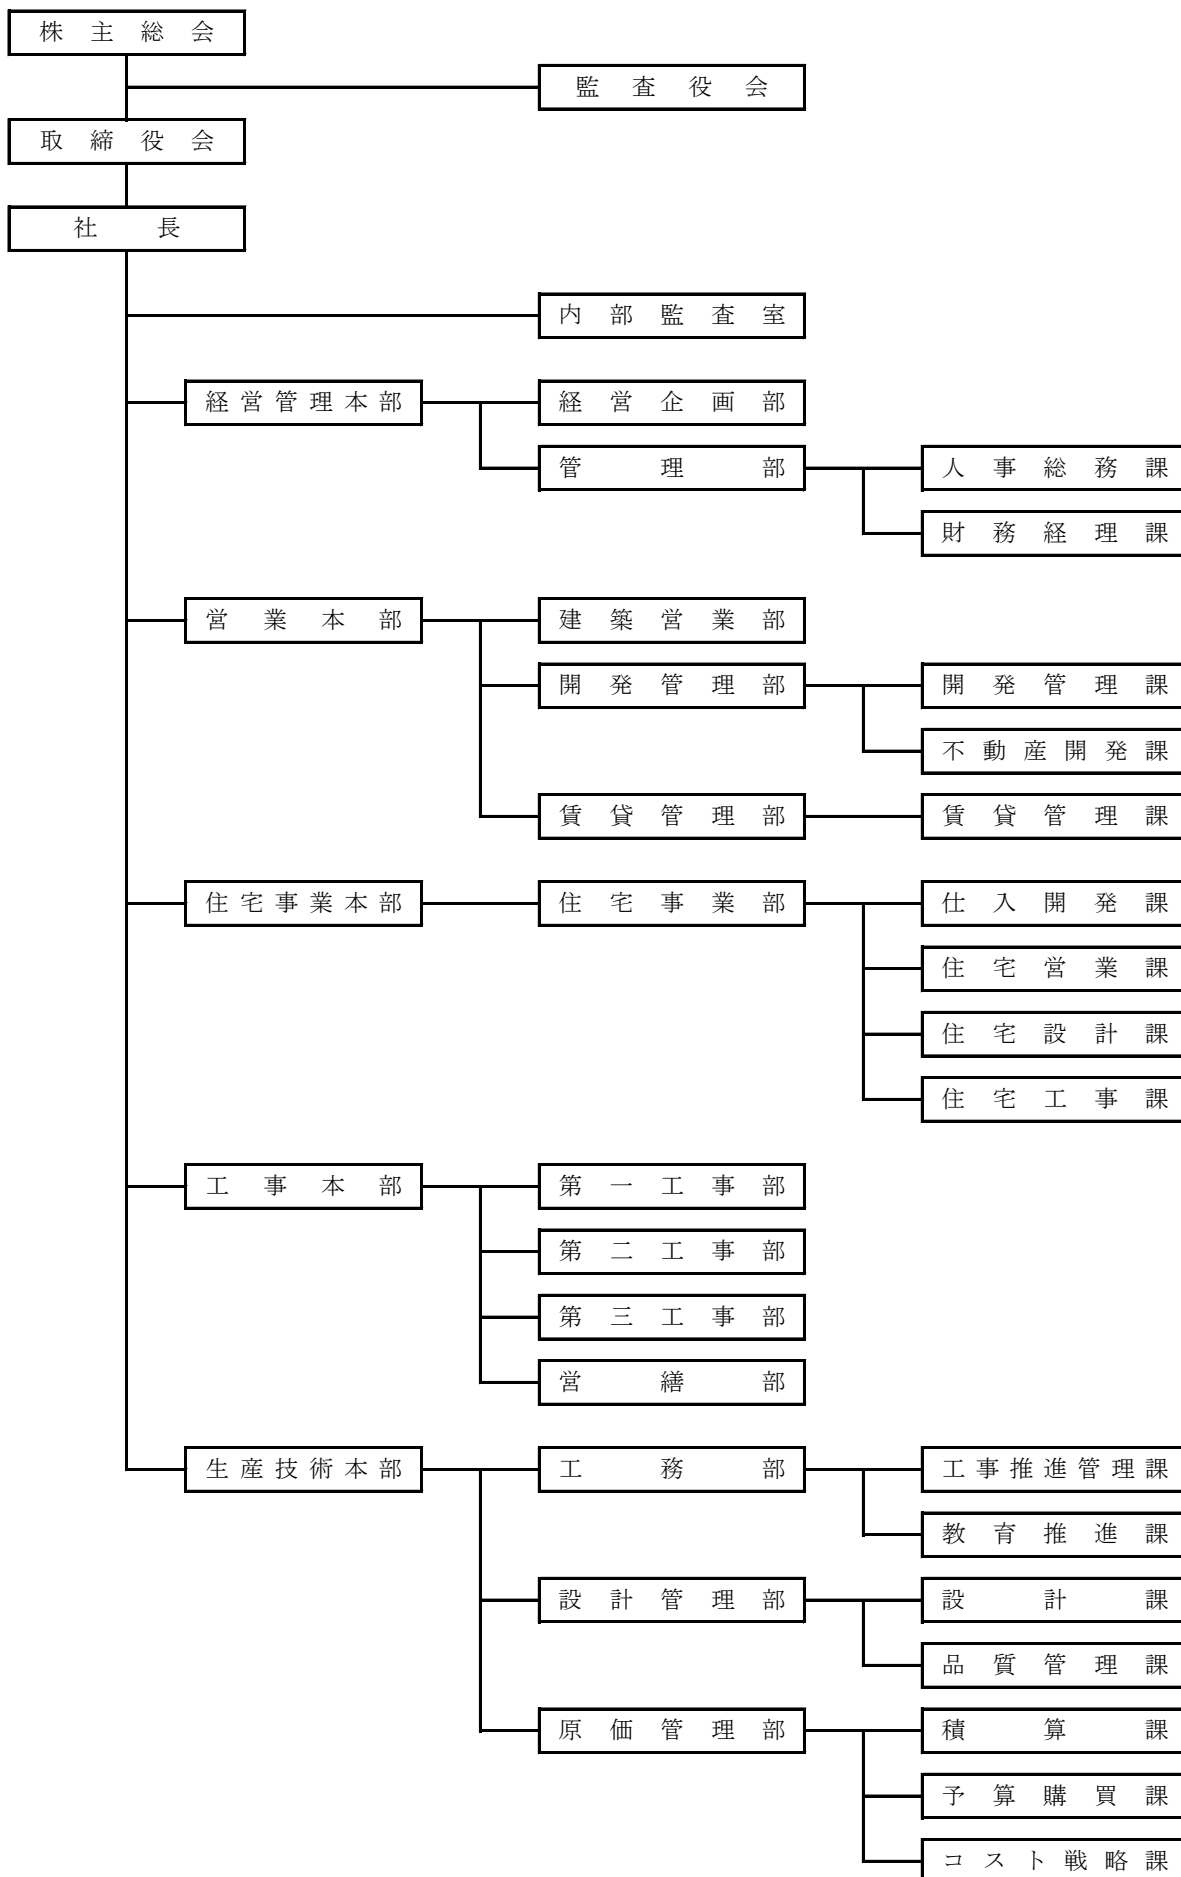 株主総会
監査役会
取締役会
社長
内部監査室
経営管理本部 経営企画部
管理部 人事総務課
財務経理課
営業本部 建築営業部
開発管理部 開発管理課
不動産開発課
賃貸管理部 賃貸管理課
住宅事業本部 住宅事業部 仕入開発課
住宅営業課
住宅設計課
住宅工事課
工事本部 第一工事部
第二工事部
第三工事部
営繕部
生産技術本部 工務部 工事推進管理課
教育推進課
設計管理部 設計課
品質管理課
原価管理部 積算課
予算購買課
コスト戦略課